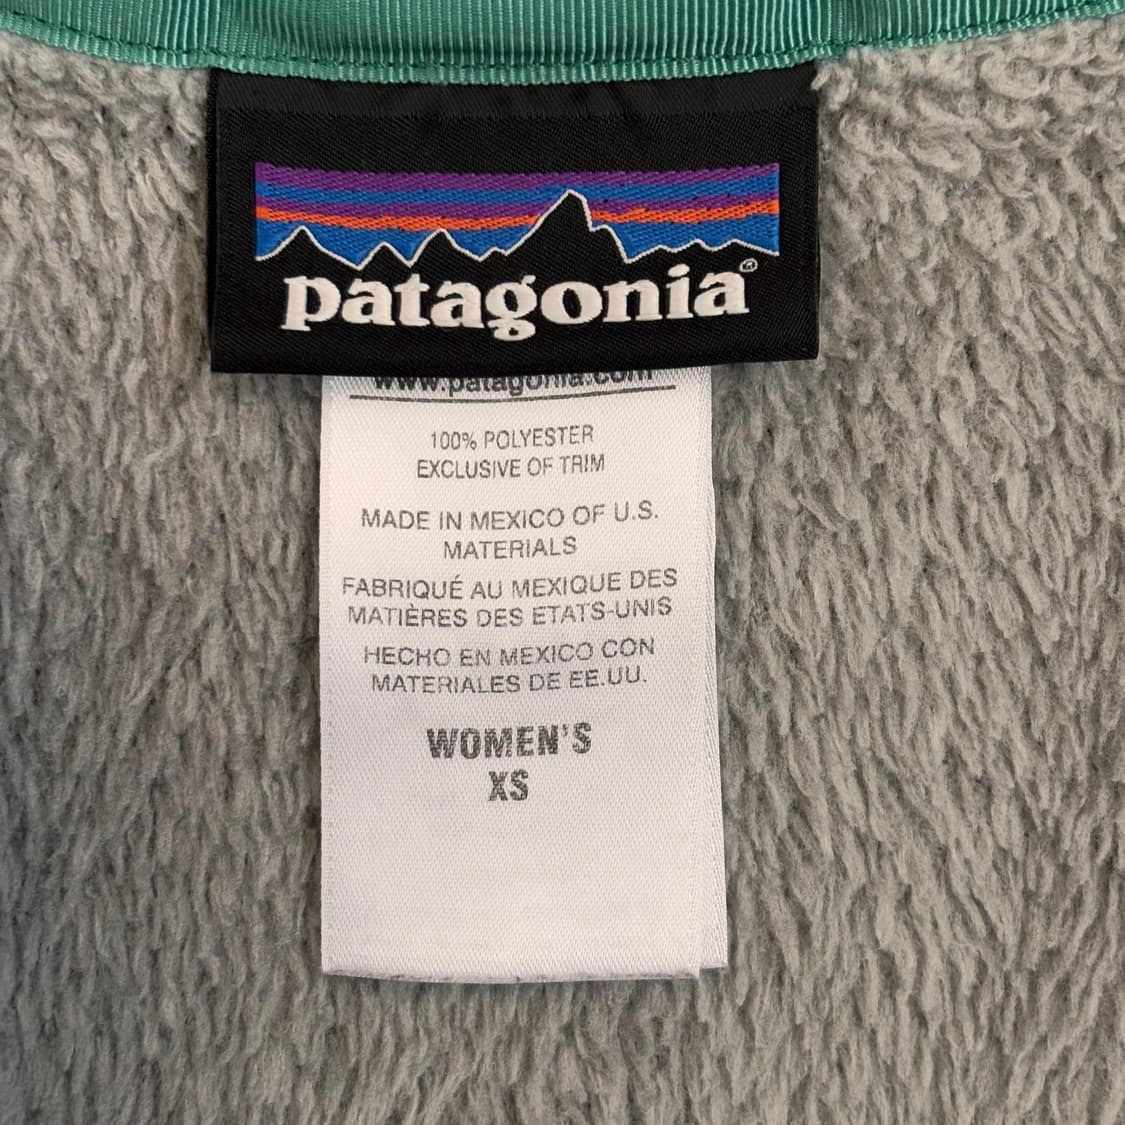 patagonia®
www.patagonia.com
100% POLYESTER
EXCLUSIVE OF TRIM
MADE IN MEXICO OF U.S.
MATERIALS
FABRIQUÉ AU MEXIQUE DES
MATIÈRES DES ETATS-UNIS
HECHO EN MEXICO CON
MATERIALES DE EE.UU.
WOMEN'S
XS